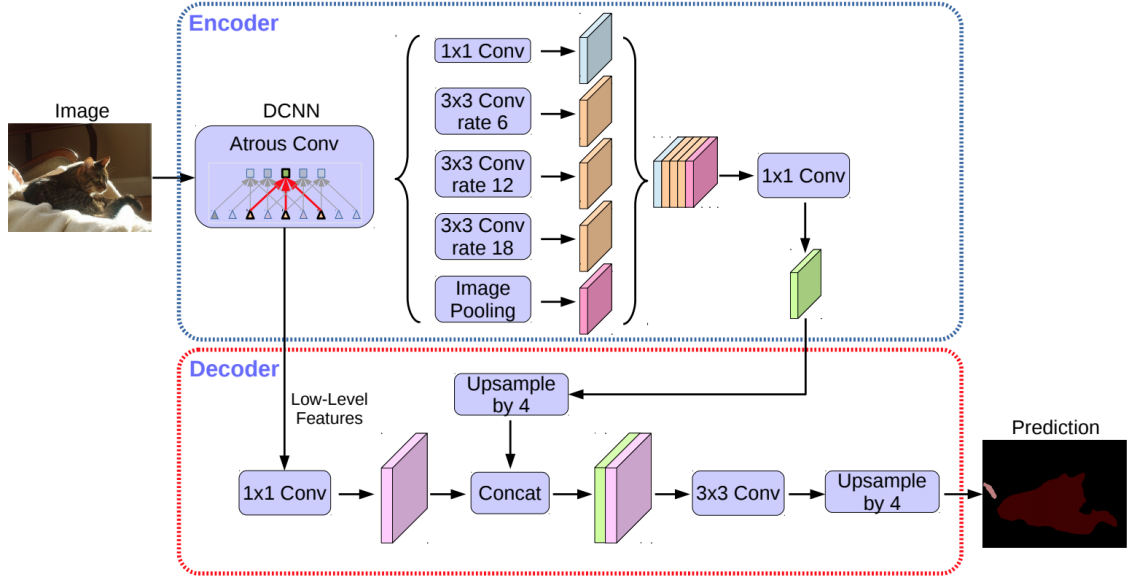 Encoder
Image
DCNN
Atrous Conv
1x1 Conv
3x3 Conv
rate 6
3x3 Conv
rate 12
3x3 Conv
rate 18
Image
Pooling
1x1 Conv
Decoder
Low-Level
Features
Upsample
by 4
1x1 Conv
Concat
3x3 Conv
Upsample
by 4
Prediction